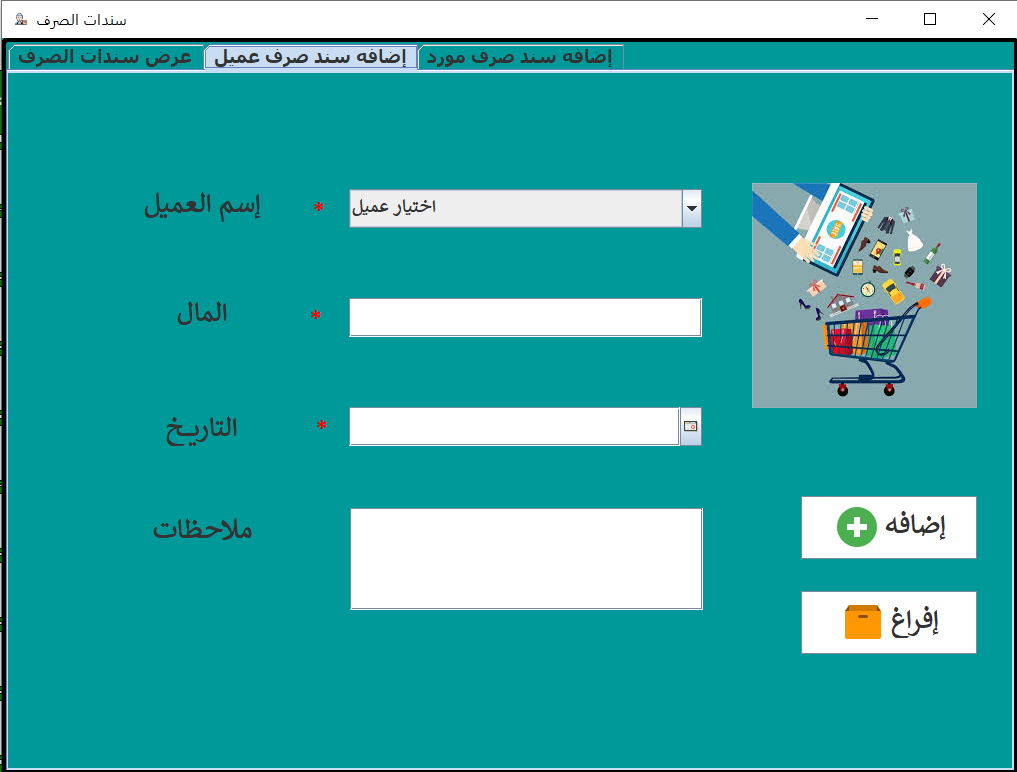 سندات الصرف
عرض سندات الصرف
إضافه سند صرف عميل
إضافه سند صرف مورد
إسم العميل * اختيار عميل
المال *
التاريخ *
ملاحظات
إضافه
إفراغ